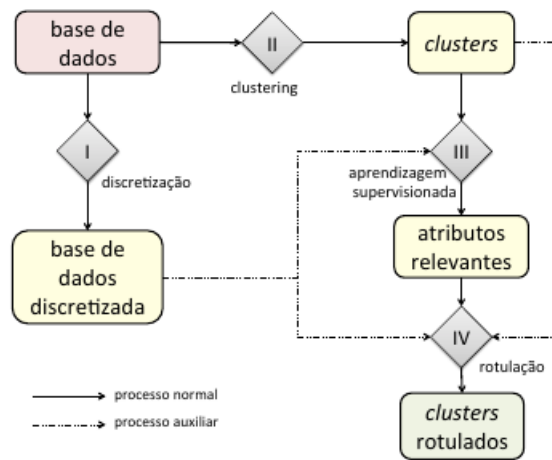 base de
dados
II
clustering
clusters
I
discretização
III
aprendizagem
supervisionada
base de
dados
discretizada
atributos
relevantes
IV
rotulação
processo normal
processo auxiliar
clusters
rotulados